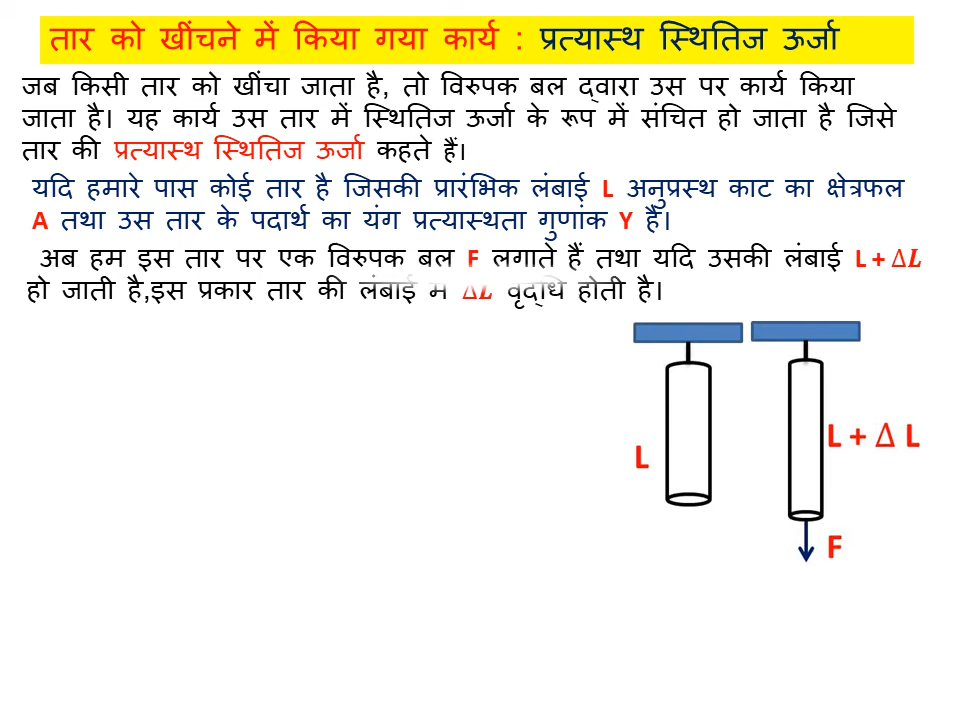 तार को खींचने में किया गया कार्य : प्रत्यास्थ स्थितिज ऊर्जा
जब किसी तार को खींचा जाता है, तो विरुपक बल द्वारा उस पर कार्य किया
जाता है। यह कार्य उस तार में स्थितिज ऊर्जा के रूप में संचित हो जाता है जिसे
तार की प्रत्यास्थ स्थितिज ऊर्जा कहते हैं।
यदि हमारे पास कोई तार है जिसकी प्रारंभिक लंबाई L अनुप्रस्थ काट का क्षेत्रफल
A तथा उस तार के पदार्थ का यंग प्रत्यास्थता गुणांक Y है।
अब हम इस तार पर एक विरुपक बल F लगाते हैं तथा यदि उसकी लंबाई L + ΔL
हो जाती है,इस प्रकार तार की लंबाई में ΔL वृद्धि होती है।
L + Δ L
L
F